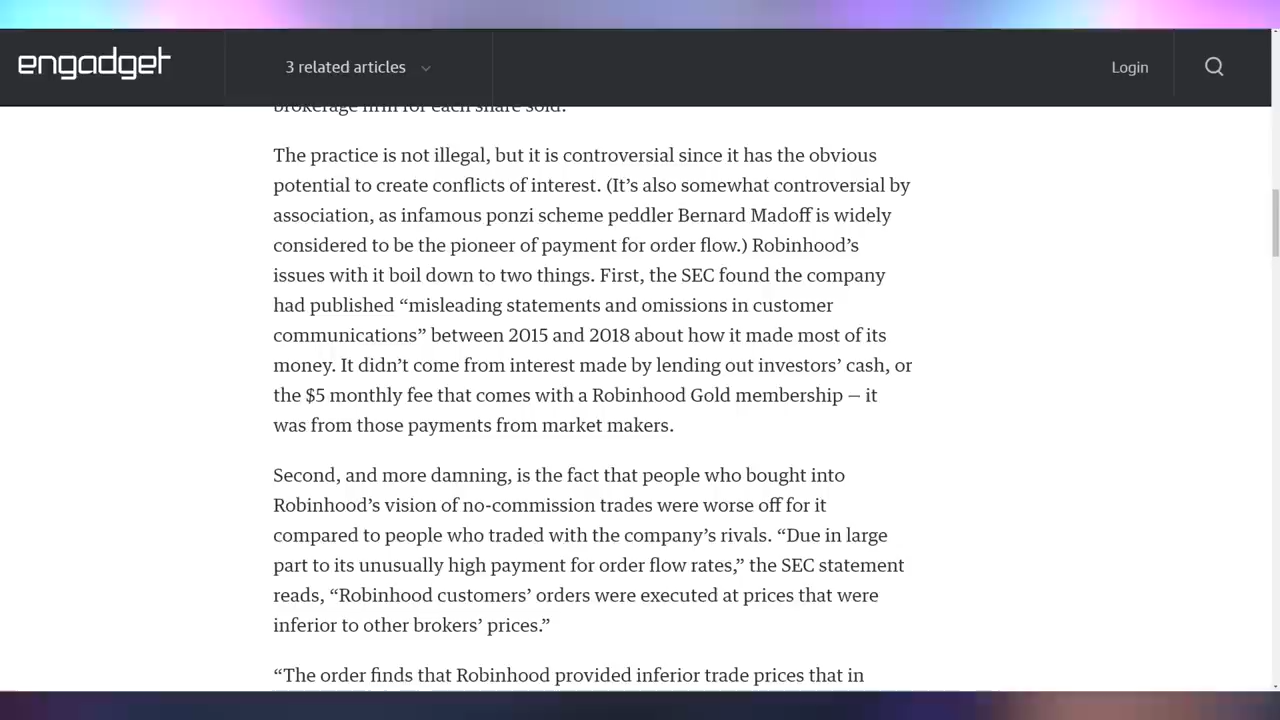 engadget
3 related articles
Login
brokerage firm for each share sold.
The practice is not illegal, but it is controversial since it has the obvious
potential to create conflicts of interest. (It’s also somewhat controversial by
association, as infamous ponzi scheme peddler Bernard Madoff is widely
considered to be the pioneer of payment for order flow.) Robinhood’s
issues with it boil down to two things. First, the SEC found the company
had published “misleading statements and omissions in customer
communications” between 2015 and 2018 about how it made most of its
money. It didn’t come from interest made by lending out investors’ cash, or
the $5 monthly fee that comes with a Robinhood Gold membership — it
was from those payments from market makers.
Second, and more damning, is the fact that people who bought into
Robinhood’s vision of no-commission trades were worse off for it
compared to people who traded with the company’s rivals. “Due in large
part to its unusually high payment for order flow rates,” the SEC statement
reads, “Robinhood customers’ orders were executed at prices that were
inferior to other brokers’ prices.”
“The order finds that Robinhood provided inferior trade prices that in